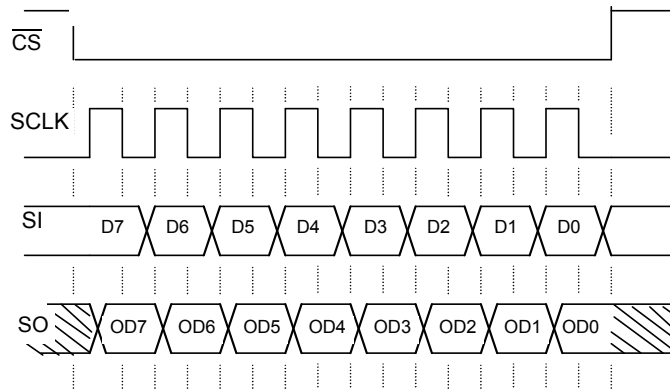 CS
SCLK
SI D7 D6 D5 D4 D3 D2 D1 D0
SO OD7 OD6 OD5 OD4 OD3 OD2 OD1 OD0